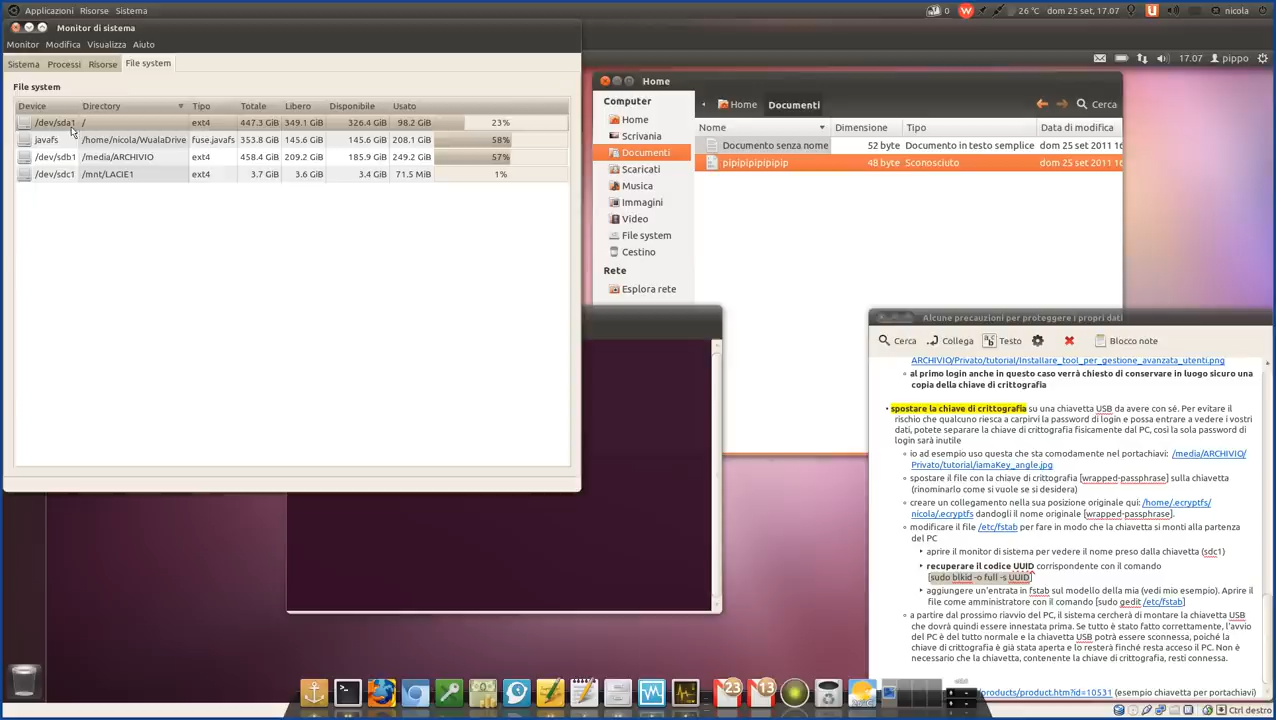 Applicazioni Risorse Sistema
0
26 °C
dom 25 set, 17.07
nicola
Monitor di sistema
Monitor Modifica Visualizza Aiuto
Sistema Processi Risorse File system
File system
Device Directory Tipo Totale Libero Disponibile Usato
/dev/sda1 / ext4 447.3 GiB 349.1 GiB 326.4 GiB 98.2 GiB 23%
javafs /home/nicola/WualaDrive fuse.javafs 353.8 GiB 145.6 GiB 145.6 GiB 208.1 GiB 58%
/dev/sdb1 /media/ARCHIVIO ext4 458.4 GiB 209.2 GiB 185.9 GiB 249.2 GiB 57%
/dev/sdc1 /mnt/LACIE1 ext4 3.7 GiB 3.6 GiB 3.4 GiB 71.5 MiB 1%
17.07 pippo
Home
Computer
Home
Scrivania
Documenti
Scaricati
Musica
Immagini
Video
File system
Cestino
Rete
Esplora rete
Home Documenti Cerca
Nome Dimensione Tipo Data di modifica
Documento senza nome 52 byte Documento in testo semplice dom 25 set 2011 16
pipipipipipip 48 byte Sconosciuto dom 25 set 2011 16
Alcune precauzioni per proteggere i propri dati
Cerca Collega Testo Blocco note
ARCHIVIO/Privato/tutorial/Installare_tool_per_gestione_avanzata_utenti.png
al primo login anche in questo caso verrà chiesto di conservare in luogo sicuro una
copia della chiave di crittografia
spostare la chiave di crittografia su una chiavetta USB da avere con sé. Per evitare il
rischio che qualcuno riesca a carpirvi la password di login e possa entrare a vedere i vostri
dati, potete separare la chiave di crittografia fisicamente dal PC, così la sola password di
login sarà inutile
io ad esempio uso questa che sta comodamente nel portachiavi: /media/ARCHIVIO/
Privato/tutorial/iamaKey_angle.jpg
spostare il file con la chiave di crittografia [wrapped-passphrase] sulla chiavetta
(rinominarlo come si vuole se si desidera)
creare un collegamento nella sua posizione originale qui: /home/.ecryptfs/
nicola/.ecryptfs dandogli il nome originale [wrapped-passphrase].
modificare il file /etc/fstab per fare in modo che la chiavetta si monti alla partenza
del PC
aprire il monitor di sistema per vedere il nome preso dalla chiavetta (sdc1)
recuperare il codice UUID corrispondente con il comando
[sudo blkid -o full -s UUID]
aggiungere un'entrata in fstab sul modello della mia (vedi mio esempio). Aprire il
file come amministratore con il comando [sudo gedit /etc/fstab]
a partire dal prossimo riavvio del PC, il sistema cercherà di montare la chiavetta USB
che dovrà quindi essere innestata prima. Se tutto è stato fatto correttamente, l'avvio
del PC è del tutto normale e la chiavetta USB potrà essere sconnessa, poiché la
chiave di crittografia è già stata aperta e lo resterà finché resta acceso il PC. Non è
necessario che la chiavetta, contenente la chiave di crittografia, resti connessa.
/products/product.htm?id=10531 (esempio chiavetta per portachiavi)
23
13
Ctrl destro